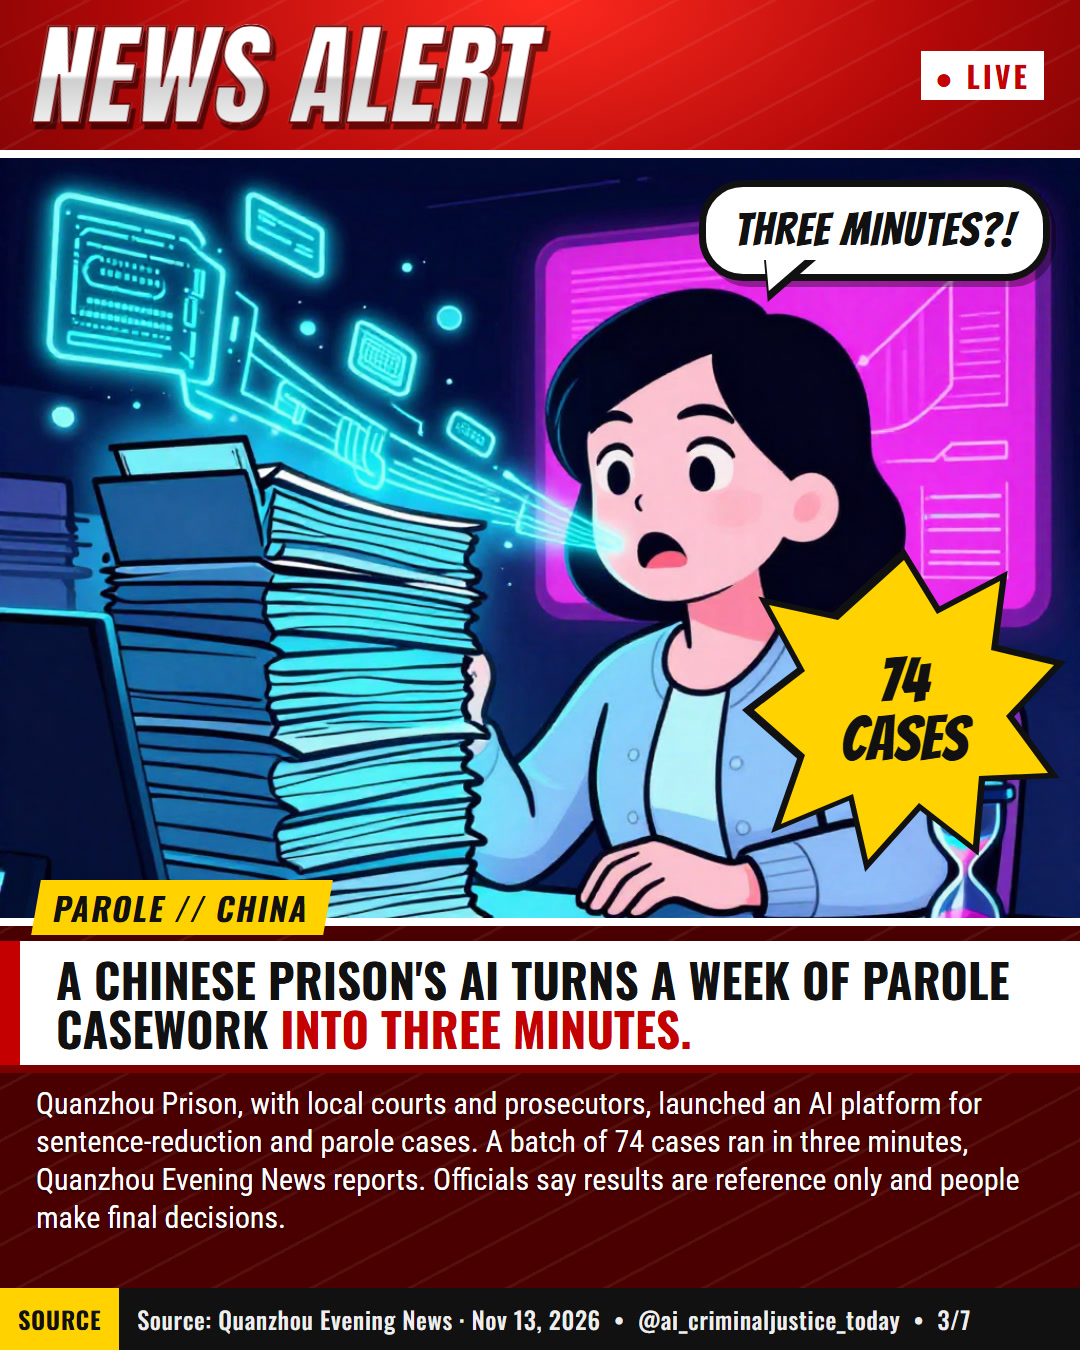 NEWS ALERT
● LIVE
THREE MINUTES?!
74
CASES
PAROLE // CHINA
A CHINESE PRISON'S AI TURNS A WEEK OF PAROLE
CASEWORK INTO THREE MINUTES.
Quanzhou Prison, with local courts and prosecutors, launched an AI platform for
sentence-reduction and parole cases. A batch of 74 cases ran in three minutes,
Quanzhou Evening News reports. Officials say results are reference only and people
make final decisions.
SOURCE
Source: Quanzhou Evening News · Nov 13, 2026 • @ai_criminaljustice_today • 3/7